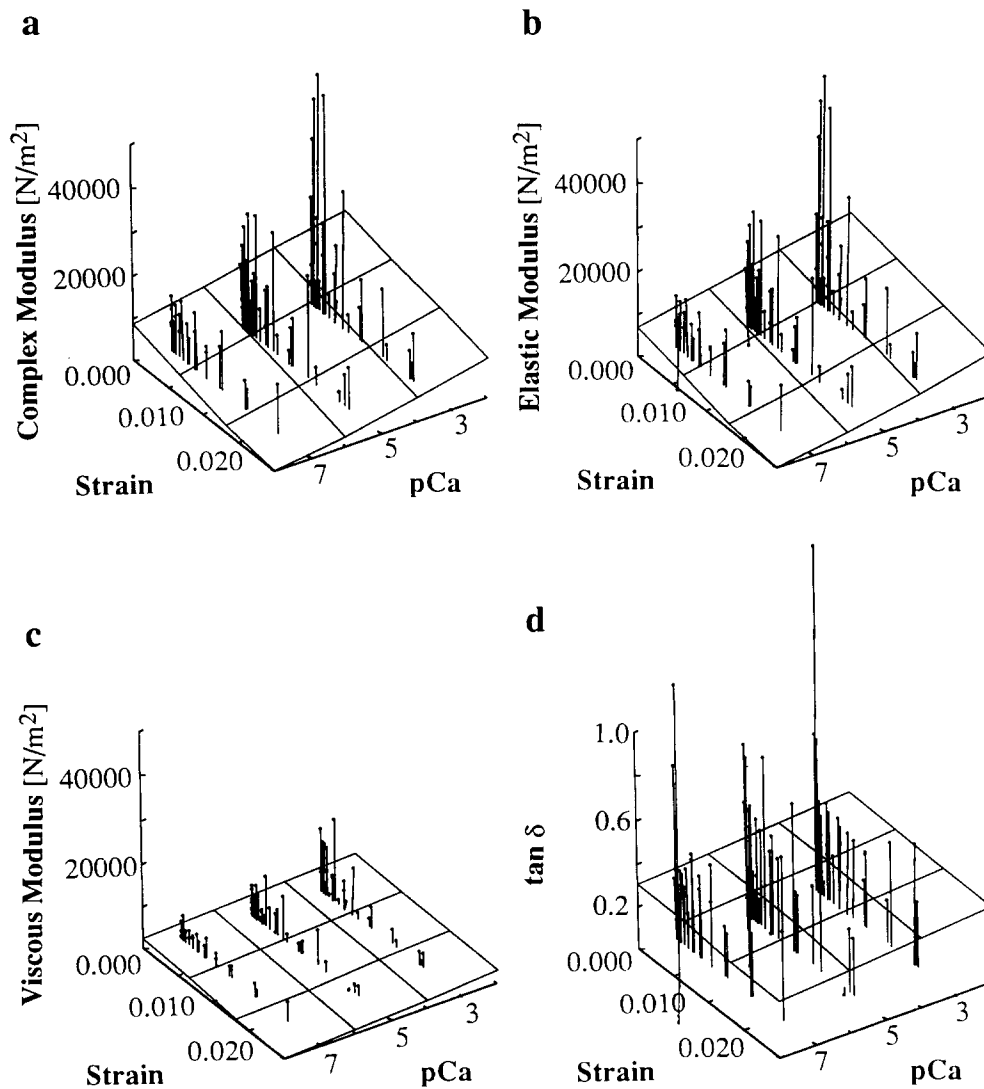 a
Complex Modulus [N/m²]
40000
20000
0.000
0.010
0.020
Strain
7
5
3
pCa
b
Elastic Modulus [N/m²]
40000
20000
0.000
0.010
0.020
Strain
7
5
3
pCa
c
Viscous Modulus [N/m²]
40000
20000
0.000
0.010
0.020
Strain
7
5
3
pCa
d
tan δ
1.0
0.6
0.2
0.000
0.010
0.020
Strain
7
5
3
pCa